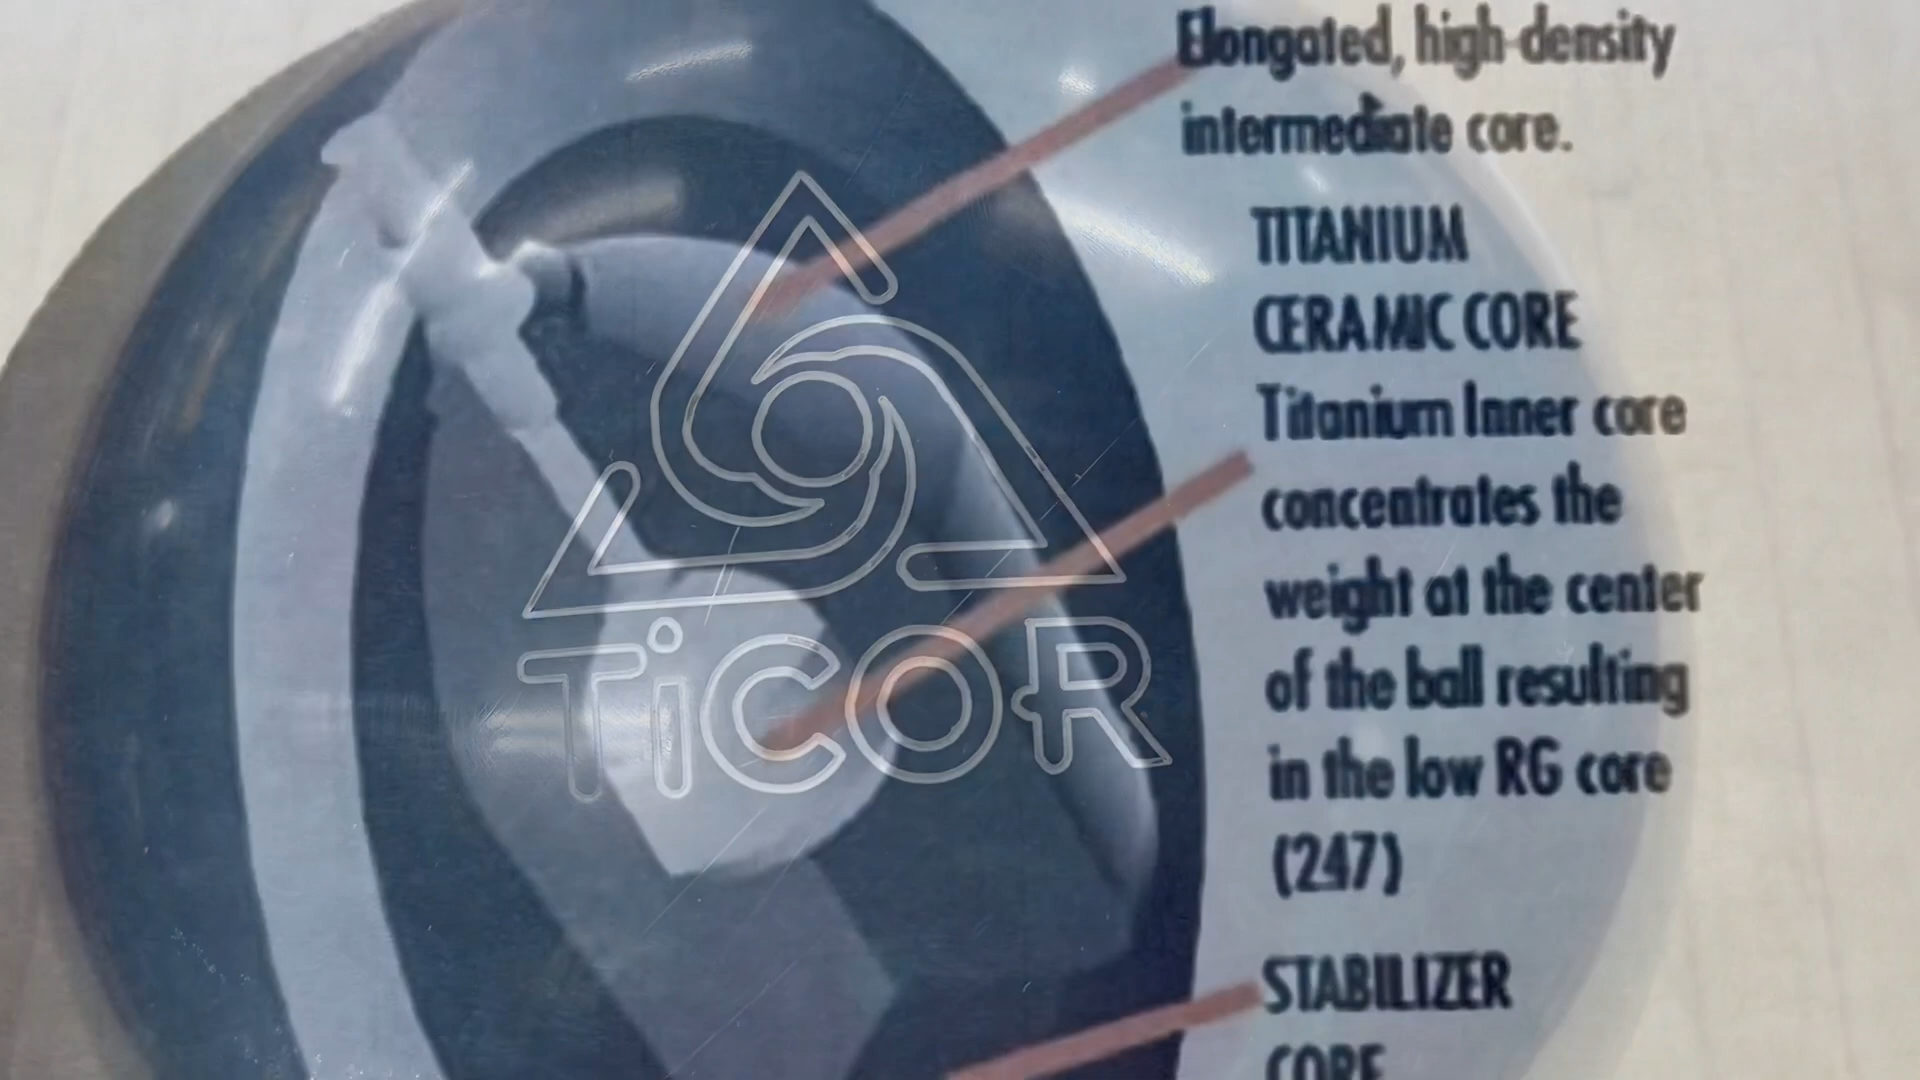 Elongated, high-density
intermediate core.
TITANIUM
CERAMIC CORE
Titanium Inner core
concentrates the
weight at the center
of the ball resulting
in the low RG core
(247)
STABILIZER
CORE
TiCOR